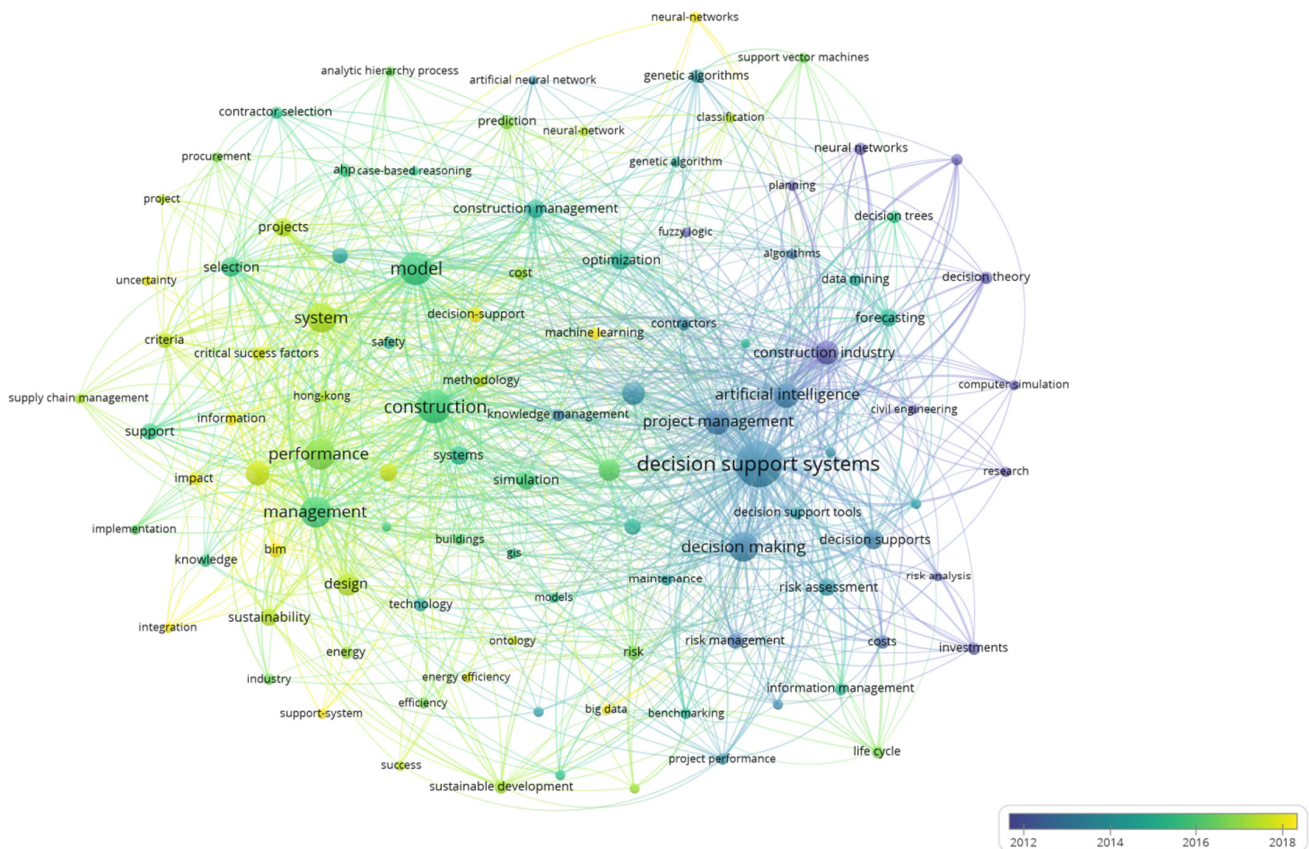 neural-networks
support vector machines
analytic hierarchy process
artificial neural network
genetic algorithms
contractor selection
prediction
neural-network
classification
procurement
ahp
case-based reasoning
genetic algorithm
neural networks
planning
project
projects
construction management
fuzzy logic
decision trees
selection
model
optimization
algorithms
uncertainty
cost
data mining
decision theory
system
decision-support
machine learning
contractors
forecasting
criteria
critical success factors
safety
construction industry
supply chain management
hong-kong
methodology
artificial intelligence
computer simulation
information
construction
knowledge management
project management
civil engineering
support
performance
systems
decision support systems
impact
simulation
research
implementation
management
decision support tools
knowledge
bim
buildings
gis
decision making
decision supports
design
technology
models
maintenance
risk assessment
risk analysis
integration
sustainability
energy
ontology
risk
risk management
costs
investments
industry
energy efficiency
information management
support-system
efficiency
big data
benchmarking
success
sustainable development
project performance
life cycle
2012 2014 2016 2018